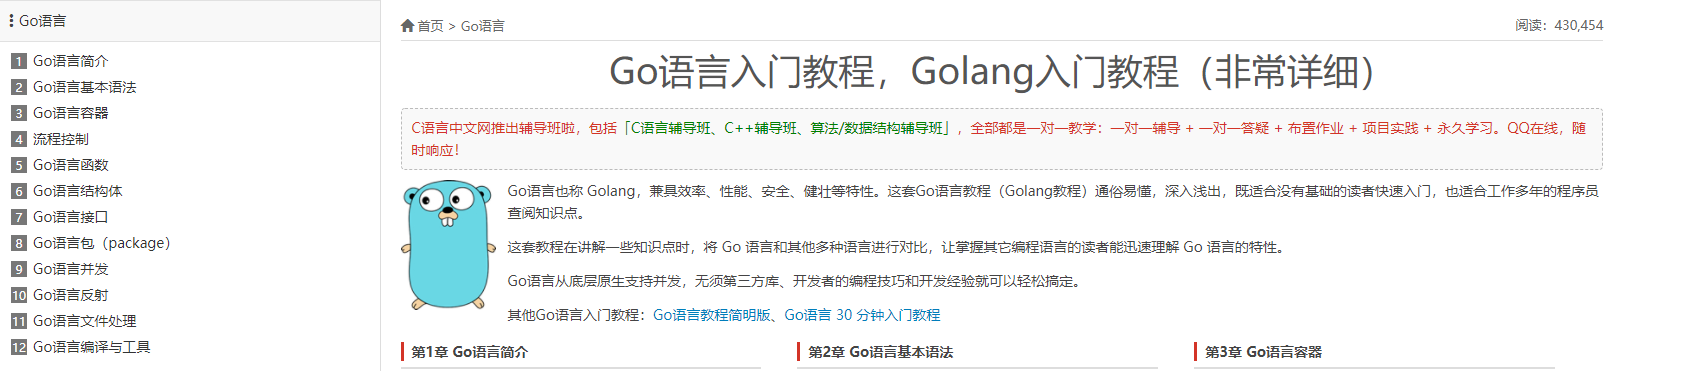 Go语言
1 Go语言简介
2 Go语言基本语法
3 Go语言容器
4 流程控制
5 Go语言函数
6 Go语言结构体
7 Go语言接口
8 Go语言包（package）
9 Go语言并发
10 Go语言反射
11 Go语言文件处理
12 Go语言编译与工具
首页 > Go语言
阅读：430,454
Go语言入门教程，Golang入门教程（非常详细）
C语言中文网推出辅导班啦，包括「C语言辅导班、C++辅导班、算法/数据结构辅导班」，全部都是一对一教学：一对一辅导 + 一对一答疑 + 布置作业 + 项目实践 + 永久学习。QQ在线，随
时响应！
Go语言也称 Golang，兼具效率、性能、安全、健壮等特性。这套Go语言教程（Golang教程）通俗易懂，深入浅出，既适合没有基础的读者快速入门，也适合工作多年的程序员
查阅知识点。
这套教程在讲解一些知识点时，将 Go 语言和其他多种语言进行对比，让掌握其它编程语言的读者能迅速理解 Go 语言的特性。
Go语言从底层原生支持并发，无须第三方库、开发者的编程技巧和开发经验就可以轻松搞定。
其他Go语言入门教程：Go语言教程简明版、Go语言 30 分钟入门教程
第1章 Go语言简介
第2章 Go语言基本语法
第3章 Go语言容器